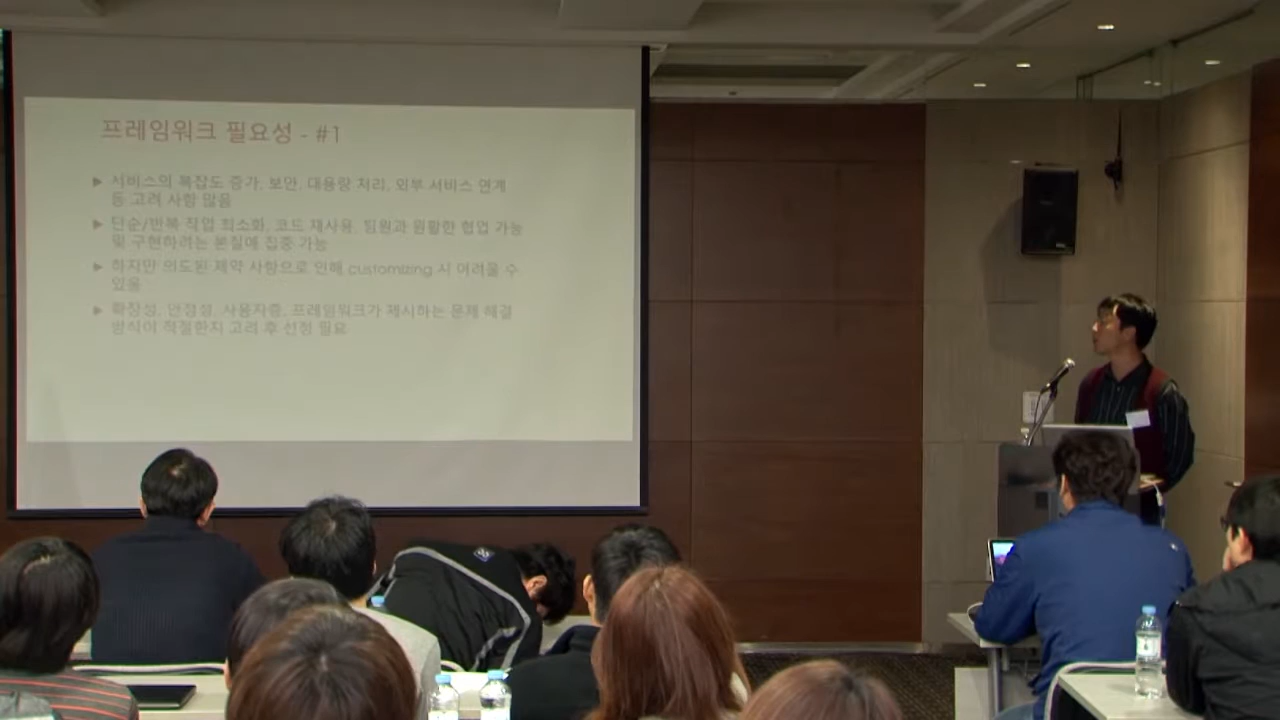 프레임워크 필요성 - #1
서비스의 복잡도 증가, 보안, 대용량 처리, 외부 서비스 연계
등 고려 사항 많음
단순/반복 작업 최소화, 코드 재사용, 팀원과 원활한 협업 가능
및 구현하려는 본질에 집중 가능
하지만 의도된 제약 사항으로 인해 customizing 시 어려울 수
있음
확장성, 안정성, 사용자층, 프레임워크가 제시하는 문제 해결
방식이 적절한지 고려 후 선정 필요